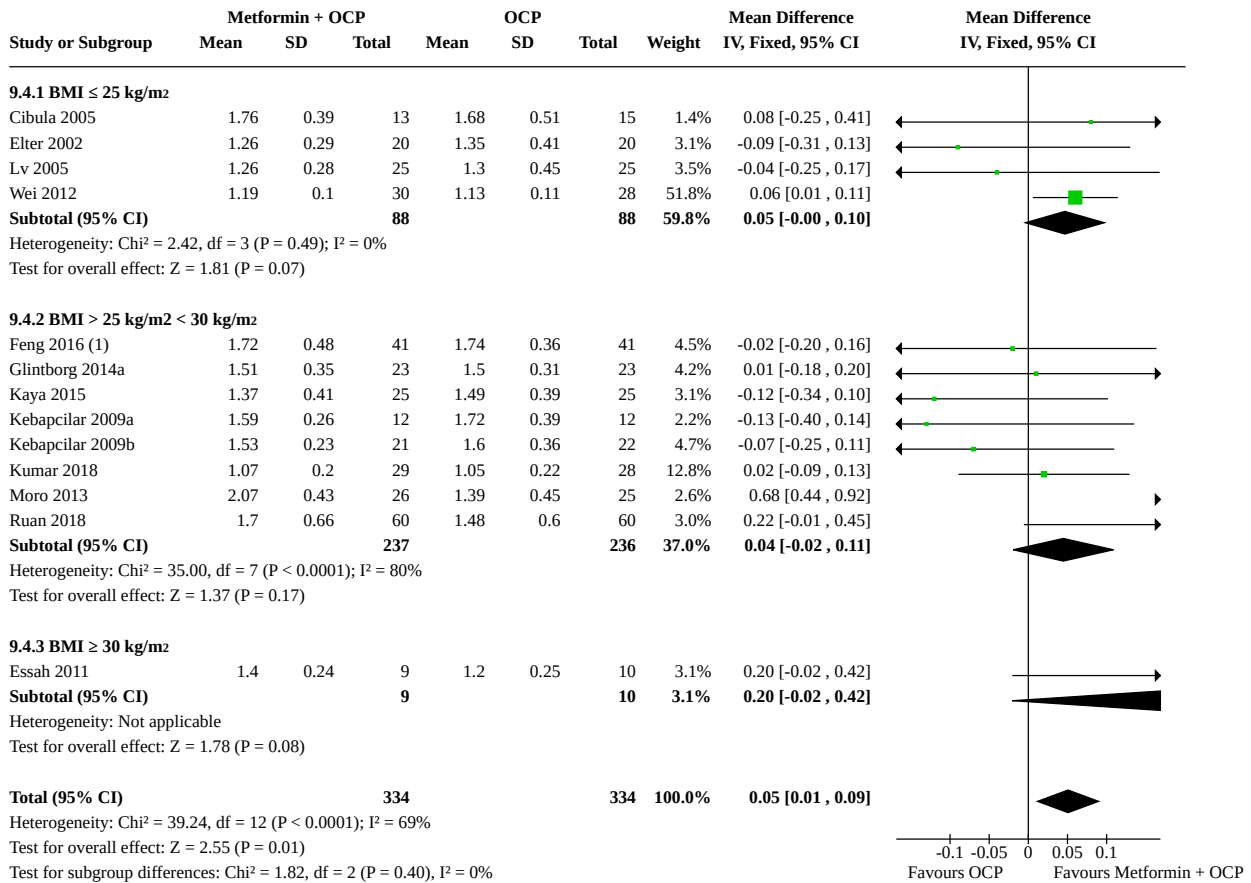 Metformin + OCP OCP Mean Difference Mean Difference
Study or Subgroup Mean SD Total Mean SD Total Weight IV, Fixed, 95% CI IV, Fixed, 95% CI
9.4.1 BMI ≤ 25 kg/m2
Cibula 2005 1.76 0.39 13 1.68 0.51 15 1.4% 0.08 [-0.25 , 0.41]
Elter 2002 1.26 0.29 20 1.35 0.41 20 3.1% -0.09 [-0.31 , 0.13]
Lv 2005 1.26 0.28 25 1.3 0.45 25 3.5% -0.04 [-0.25 , 0.17]
Wei 2012 1.19 0.1 30 1.13 0.11 28 51.8% 0.06 [0.01 , 0.11]
Subtotal (95% CI) 88 88 59.8% 0.05 [-0.00 , 0.10]
Heterogeneity: Chi² = 2.42, df = 3 (P = 0.49); I² = 0%
Test for overall effect: Z = 1.81 (P = 0.07)
9.4.2 BMI > 25 kg/m2 < 30 kg/m2
Feng 2016 (1) 1.72 0.48 41 1.74 0.36 41 4.5% -0.02 [-0.20 , 0.16]
Glintborg 2014a 1.51 0.35 23 1.5 0.31 23 4.2% 0.01 [-0.18 , 0.20]
Kaya 2015 1.37 0.41 25 1.49 0.39 25 3.1% -0.12 [-0.34 , 0.10]
Kebapcilar 2009a 1.59 0.26 12 1.72 0.39 12 2.2% -0.13 [-0.40 , 0.14]
Kebapcilar 2009b 1.53 0.23 21 1.6 0.36 22 4.7% -0.07 [-0.25 , 0.11]
Kumar 2018 1.07 0.2 29 1.05 0.22 28 12.8% 0.02 [-0.09 , 0.13]
Moro 2013 2.07 0.43 26 1.39 0.45 25 2.6% 0.68 [0.44 , 0.92]
Ruan 2018 1.7 0.66 60 1.48 0.6 60 3.0% 0.22 [-0.01 , 0.45]
Subtotal (95% CI) 237 236 37.0% 0.04 [-0.02 , 0.11]
Heterogeneity: Chi² = 35.00, df = 7 (P < 0.0001); I² = 80%
Test for overall effect: Z = 1.37 (P = 0.17)
9.4.3 BMI ≥ 30 kg/m2
Essah 2011 1.4 0.24 9 1.2 0.25 10 3.1% 0.20 [-0.02 , 0.42]
Subtotal (95% CI) 9 10 3.1% 0.20 [-0.02 , 0.42]
Heterogeneity: Not applicable
Test for overall effect: Z = 1.78 (P = 0.08)
Total (95% CI) 334 334 100.0% 0.05 [0.01 , 0.09]
Heterogeneity: Chi² = 39.24, df = 12 (P < 0.0001); I² = 69%
Test for overall effect: Z = 2.55 (P = 0.01)
-0.1 -0.05 0 0.05 0.1
Test for subgroup differences: Chi² = 1.82, df = 2 (P = 0.40), I² = 0% Favours OCP Favours Metformin + OCP